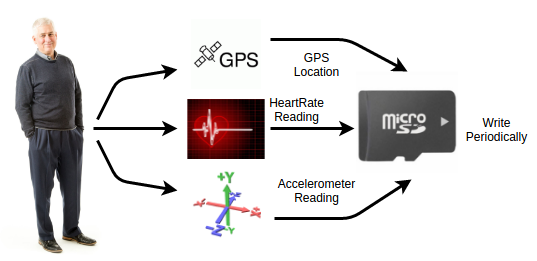 GPS
GPS
Location
HeartRate
Reading
micro
SD
Write
Periodically
+Y
-Z
-Y
Accelerometer
Reading